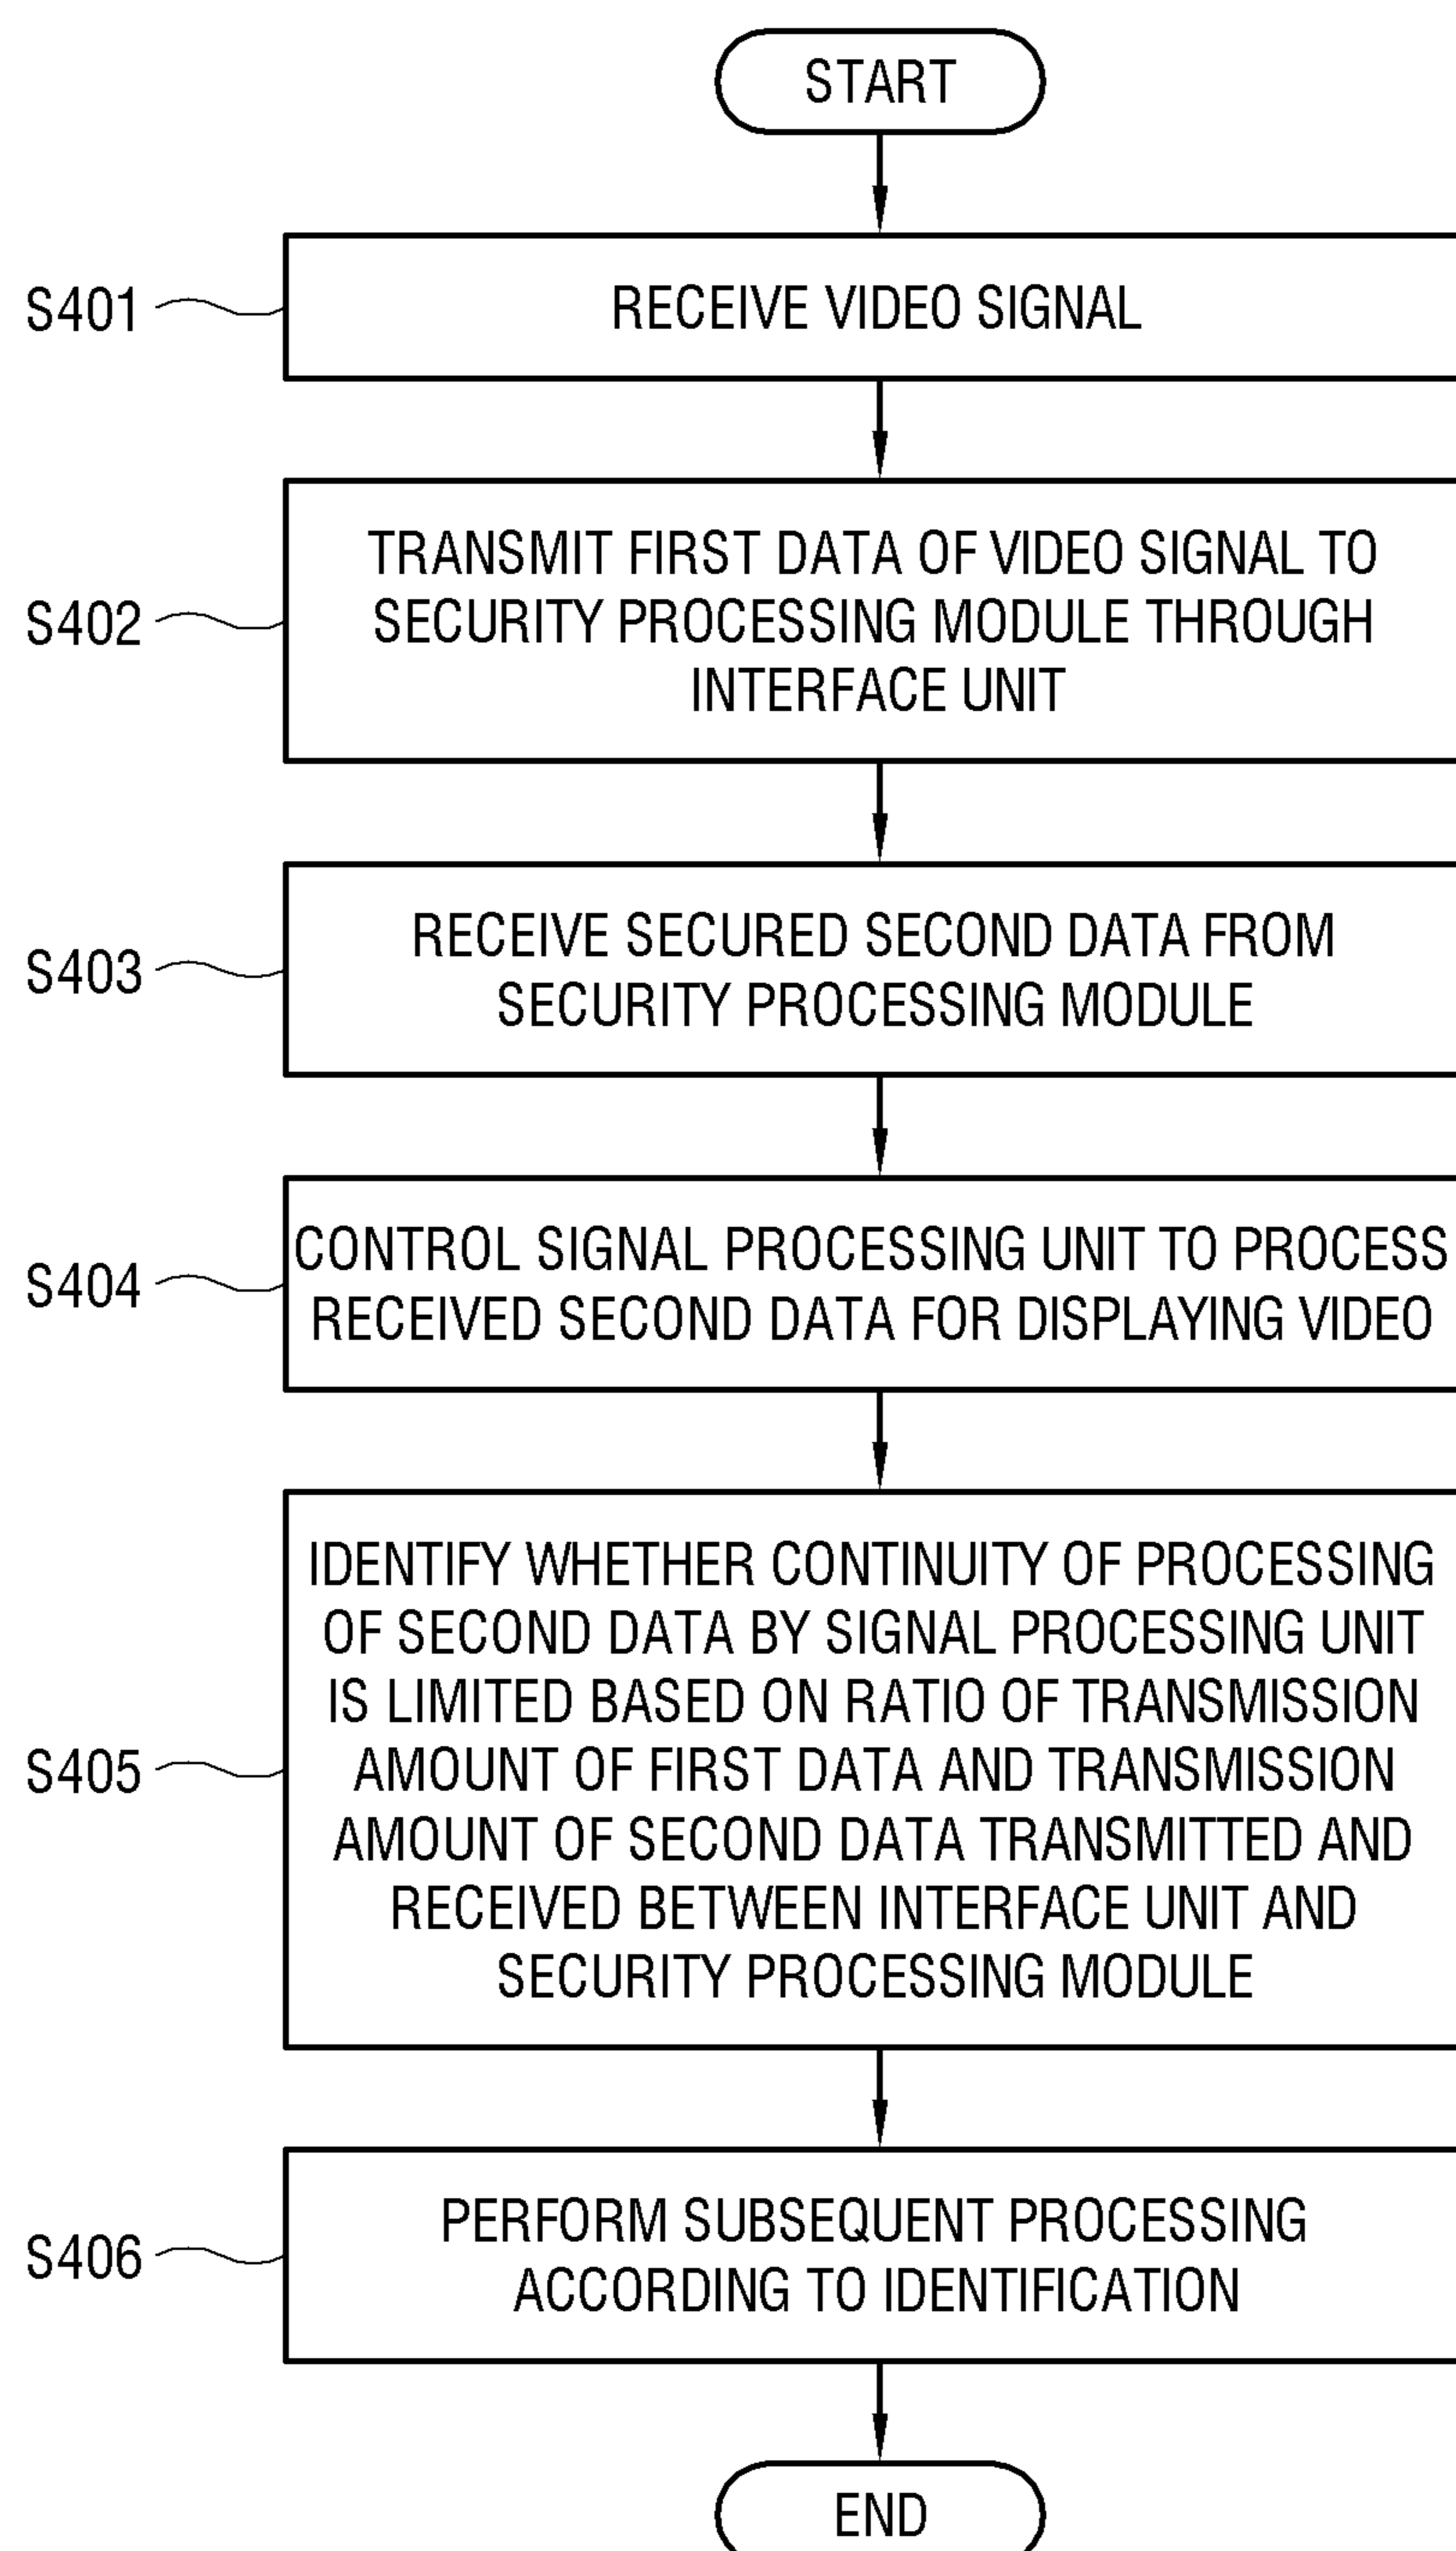 START
S401
RECEIVE VIDEO SIGNAL
S402
TRANSMIT FIRST DATA OF VIDEO SIGNAL TO
SECURITY PROCESSING MODULE THROUGH
INTERFACE UNIT
S403
RECEIVE SECURED SECOND DATA FROM
SECURITY PROCESSING MODULE
S404
CONTROL SIGNAL PROCESSING UNIT TO PROCESS
RECEIVED SECOND DATA FOR DISPLAYING VIDEO
S405
IDENTIFY WHETHER CONTINUITY OF PROCESSING
OF SECOND DATA BY SIGNAL PROCESSING UNIT
IS LIMITED BASED ON RATIO OF TRANSMISSION
AMOUNT OF FIRST DATA AND TRANSMISSION
AMOUNT OF SECOND DATA TRANSMITTED AND
RECEIVED BETWEEN INTERFACE UNIT AND
SECURITY PROCESSING MODULE
S406
PERFORM SUBSEQUENT PROCESSING
ACCORDING TO IDENTIFICATION
END